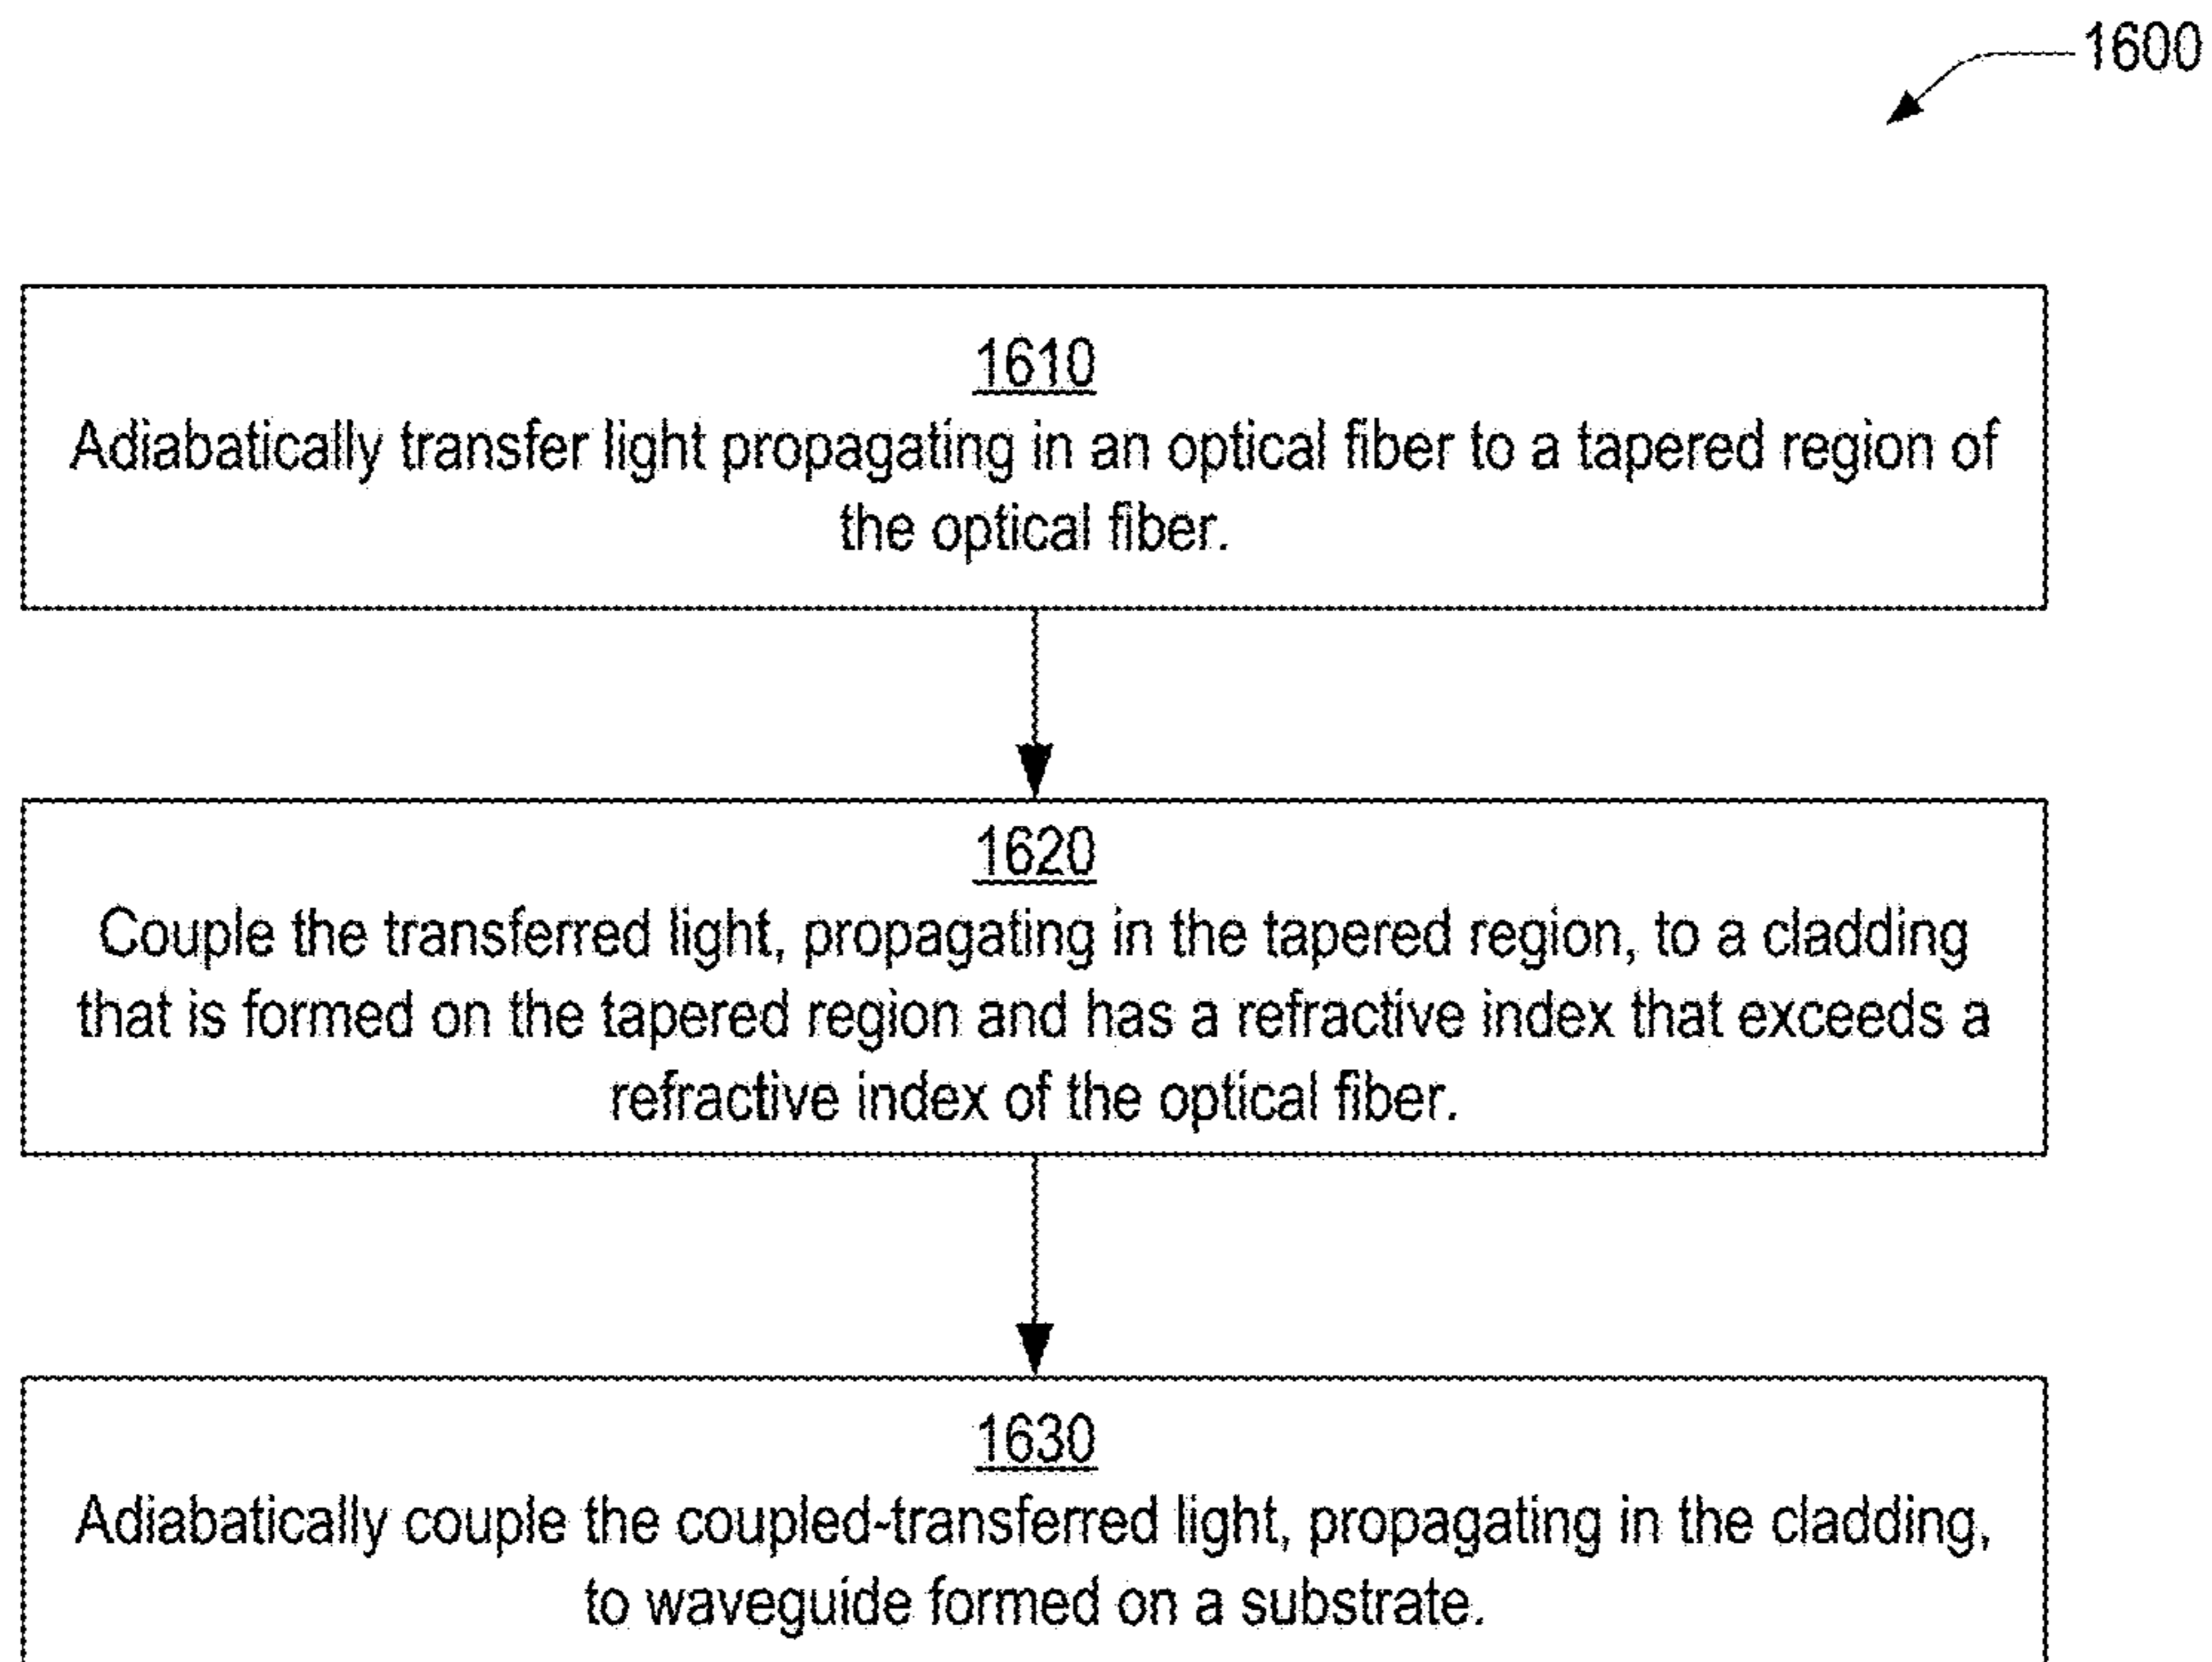 1600
1610
Adiabatically transfer light propagating in an optical fiber to a tapered region of
the optical fiber.
1620
Couple the transferred light, propagating in the tapered region, to a cladding
that is formed on the tapered region and has a refractive index that exceeds a
refractive index of the optical fiber.
1630
Adiabatically couple the coupled-transferred light, propagating in the cladding,
to waveguide formed on a substrate.